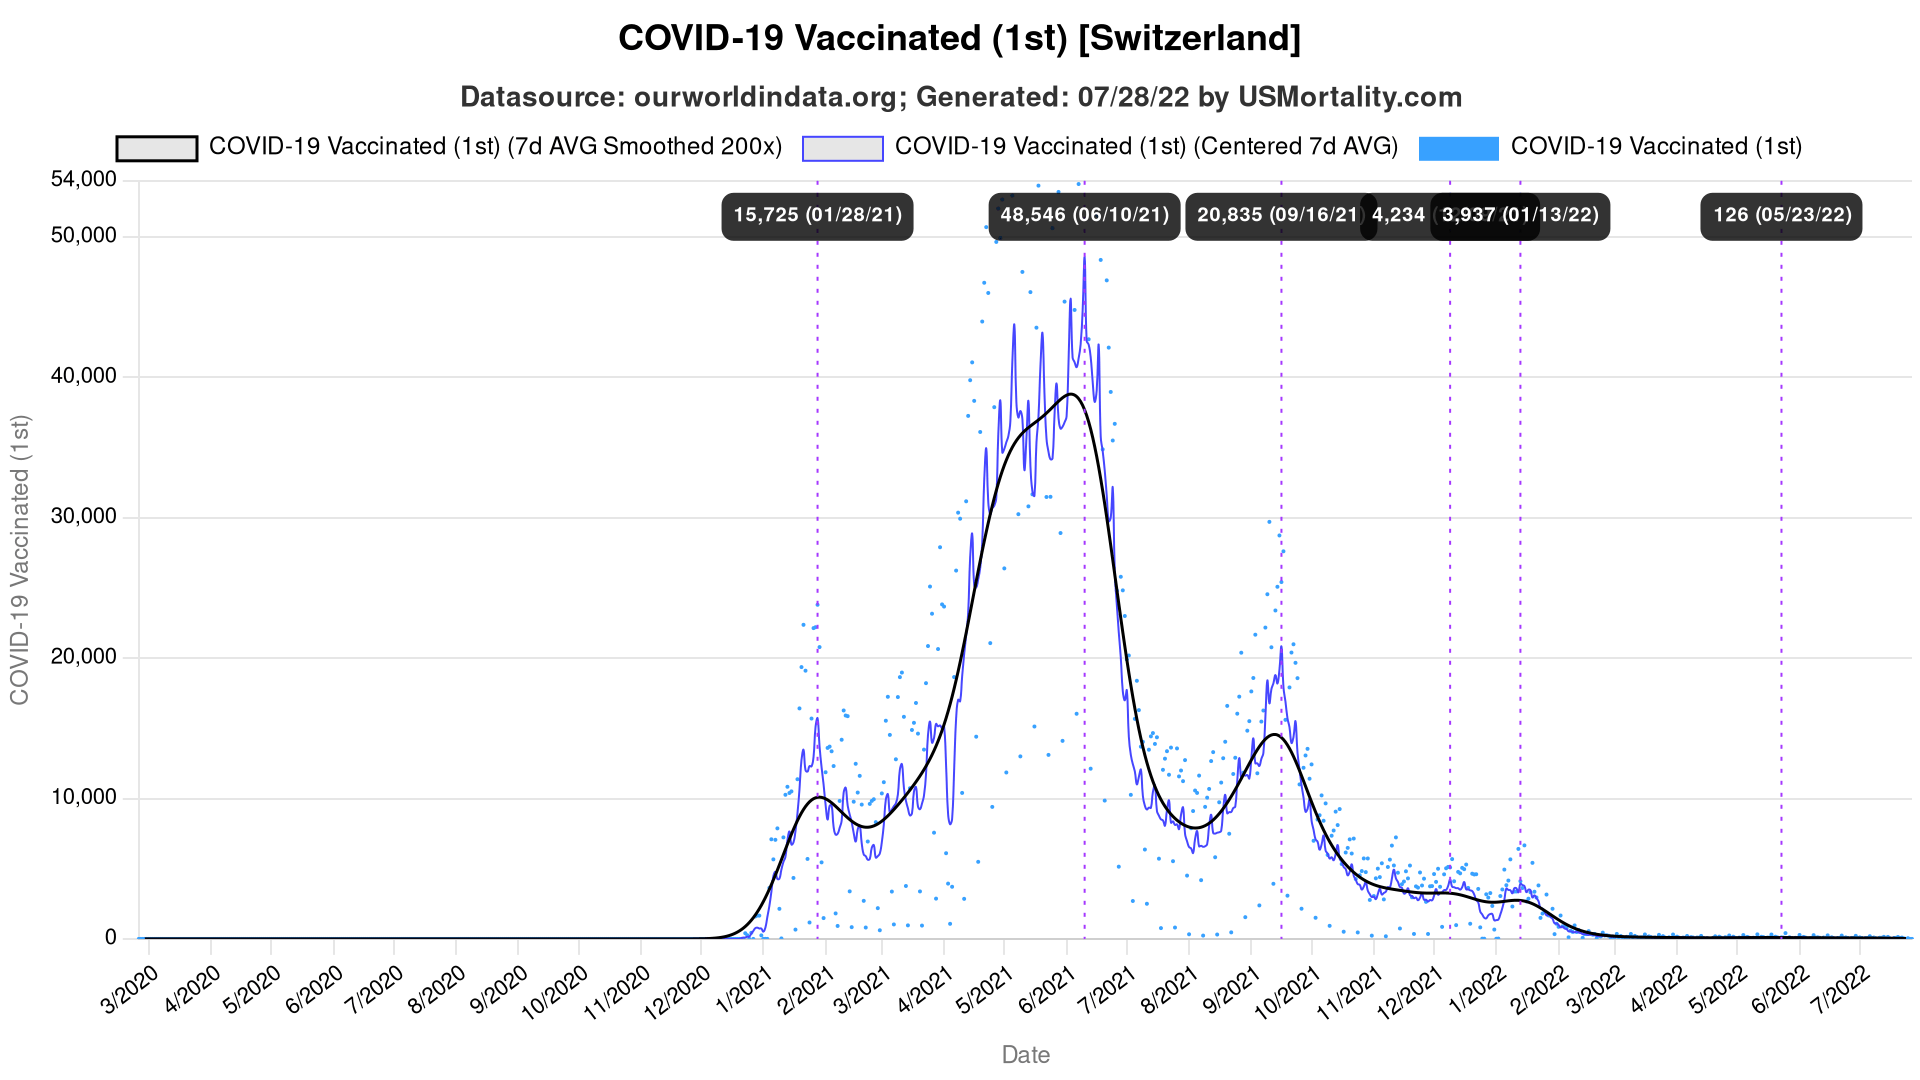 COVID-19 Vaccinated (1st) [Switzerland]
Datasource: ourworldindata.org; Generated: 07/28/22 by USMortality.com
COVID-19 Vaccinated (1st) (7d AVG Smoothed 200x) COVID-19 Vaccinated (1st) (Centered 7d AVG) COVID-19 Vaccinated (1st)
54,000
15,725 (01/28/21) 48,546 (06/10/21) 20,835 (09/16/21) 4,234 3,937 (01/13/22) 126 (05/23/22)
50,000
40,000
30,000
20,000
10,000
0
COVID-19 Vaccinated (1st)
3/2020 4/2020 5/2020 6/2020 7/2020 8/2020 9/2020 10/2020 11/2020 12/2020 1/2021 2/2021 3/2021 4/2021 5/2021 6/2021 7/2021 8/2021 9/2021 10/2021 11/2021 12/2021 1/2022 2/2022 3/2022 4/2022 5/2022 6/2022 7/2022
Date